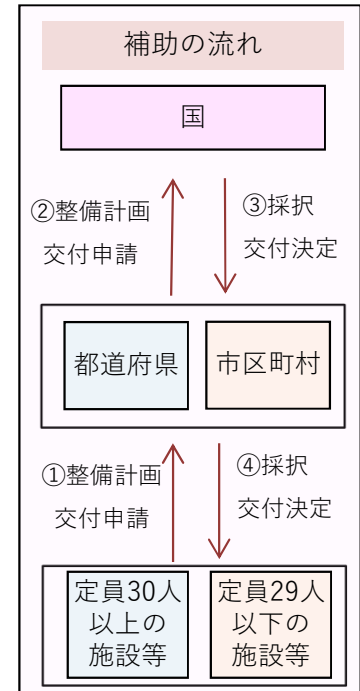 補助の流れ
国
②整備計画
交付申請
③採択
交付決定
都道府県
市区町村
①整備計画
交付申請
④採択
交付決定
定員30人
以上の
施設等
定員29人
以下の
施設等